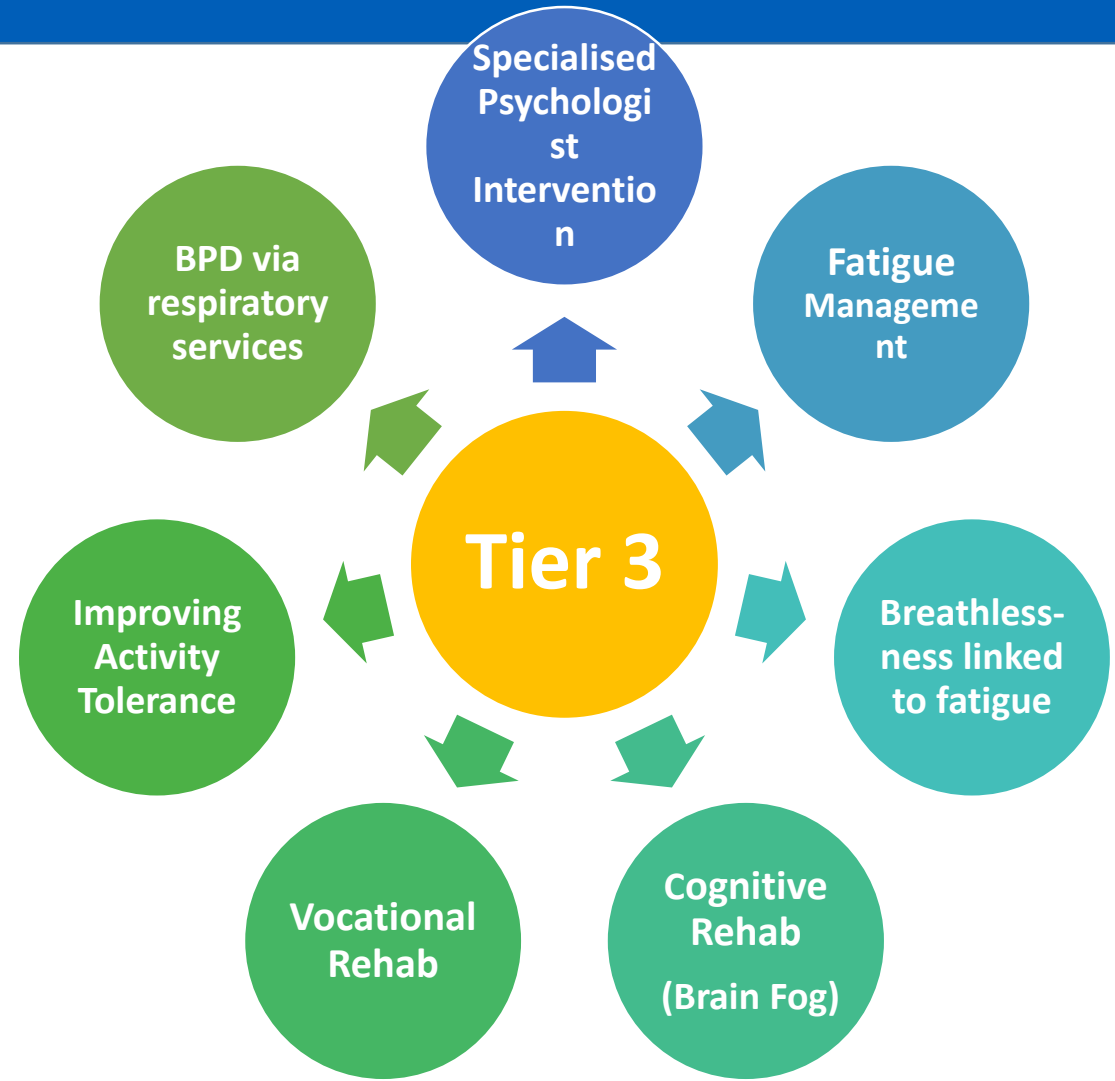 Specialised
Psychologi
st
Interventio
n
Fatigue
Manageme
nt
Breathless-
ness linked
to fatigue
Cognitive
Rehab
(Brain Fog)
Vocational
Rehab
Improving
Activity
Tolerance
BPD via
respiratory
services
Tier 3